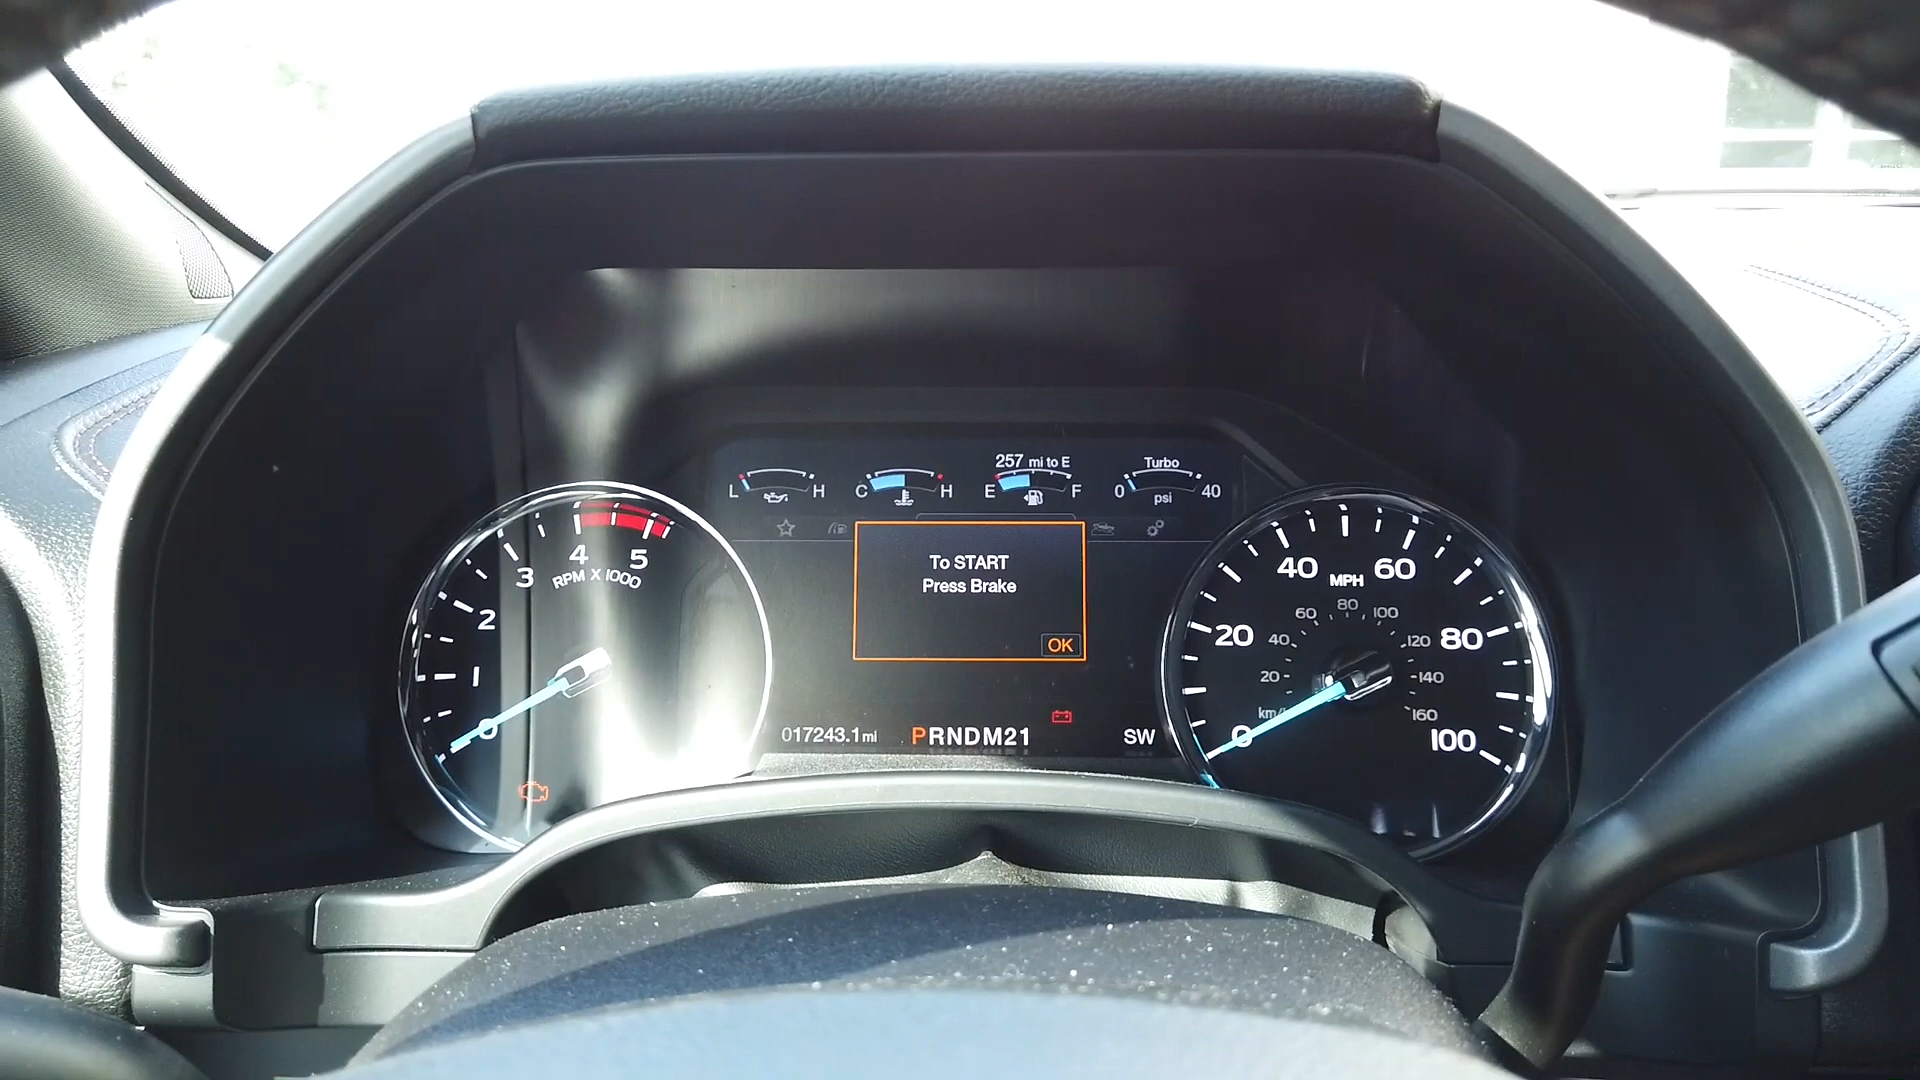 257 mi to E
Turbo
L H
C H
E F
0 psi 40
To START
Press Brake
OK
017243.1 mi
PRNDM21
SW
0 1 2 3 4 5
RPM X 1000
0 20 40 60 80 100
MPH
20 40 60 80 100 120 140 160